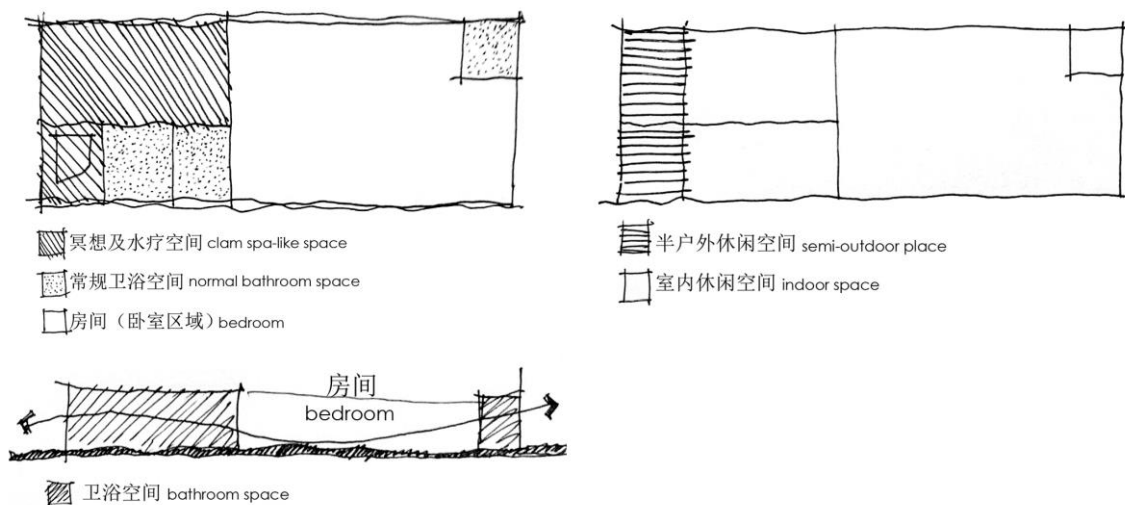 冥想及水疗空间 clam spa-like space
常规卫浴空间 normal bathroom space
房间（卧室区域）bedroom
半户外休闲空间 semi-outdoor place
室内休闲空间 indoor space
房间
bedroom
卫浴空间 bathroom space